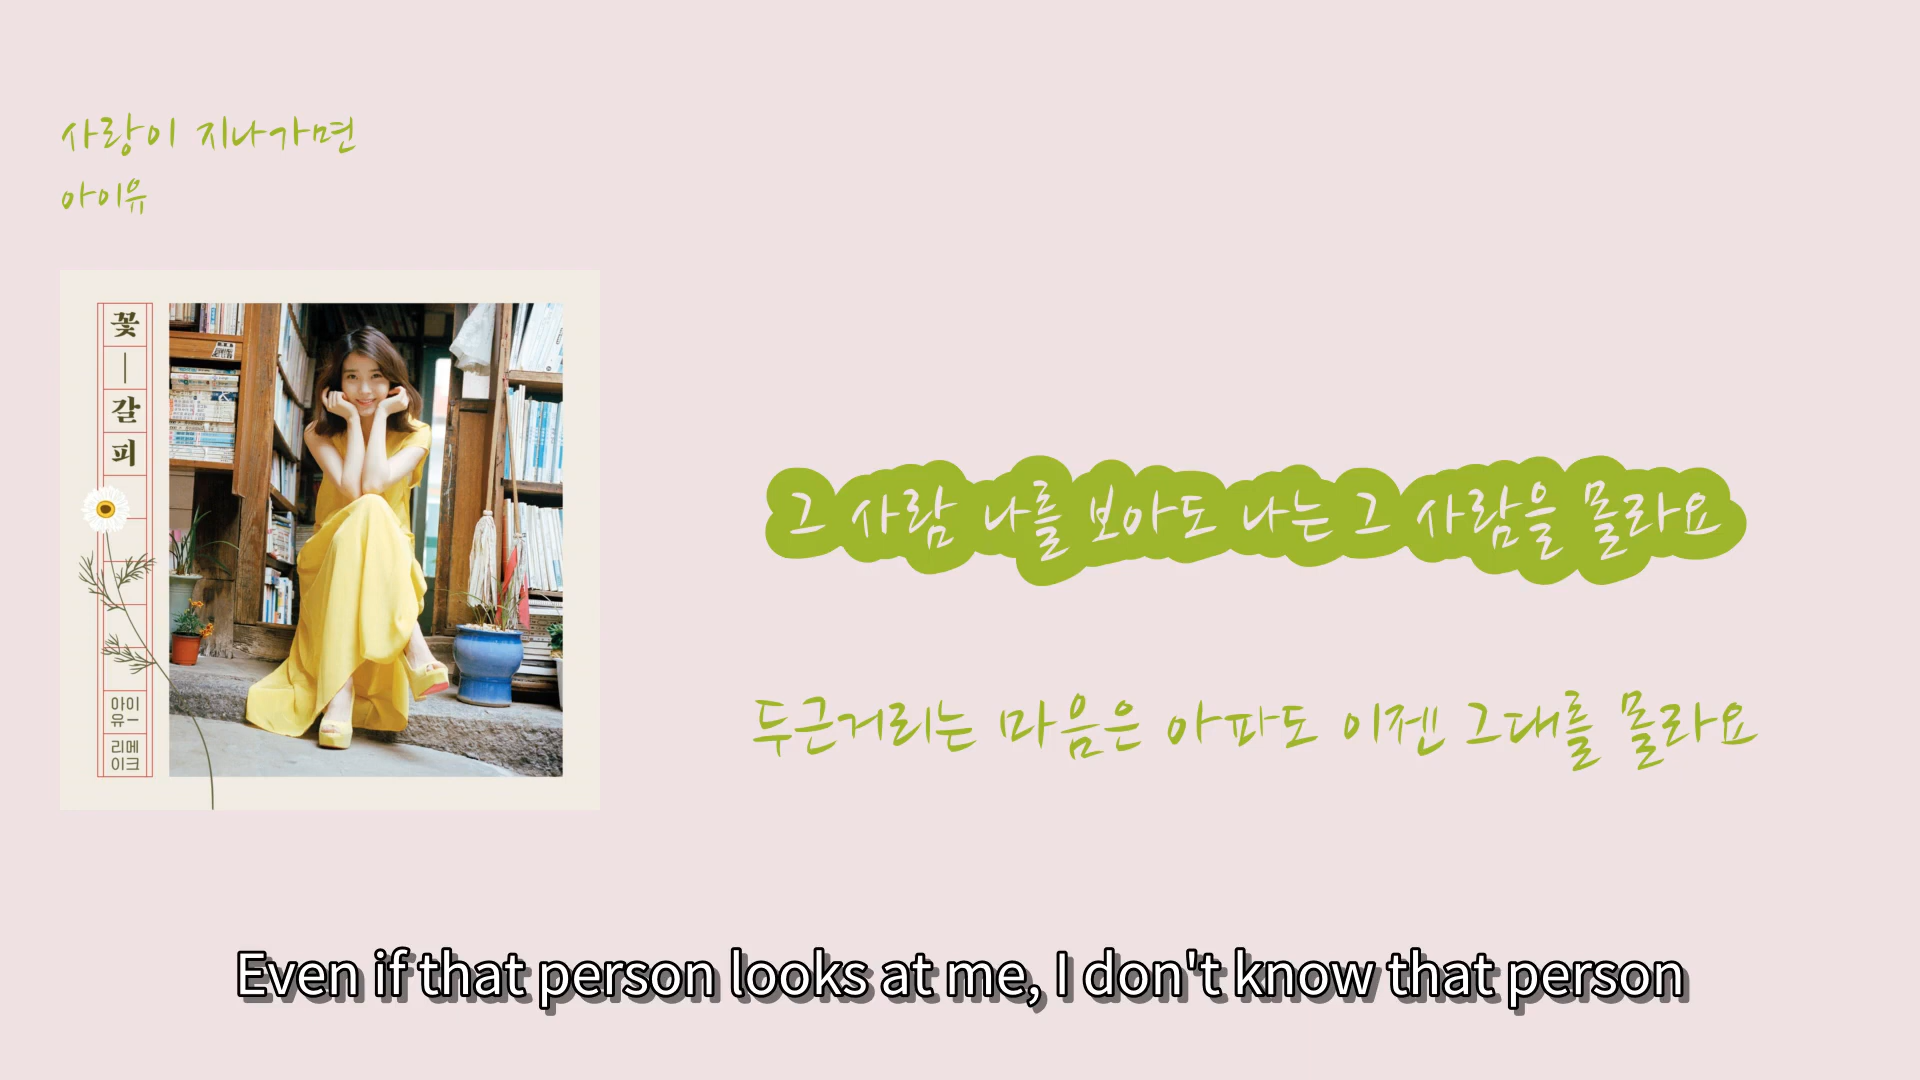 사랑이 지나가면
아이유
꽃
갈
피
아이
유—
리메
이크
그 사람 나를 보아도 나는 그 사람을 몰라요
두근거리는 마음은 아파도 이젠 그대를 몰라요
Even if that person looks at me, I don't know that person